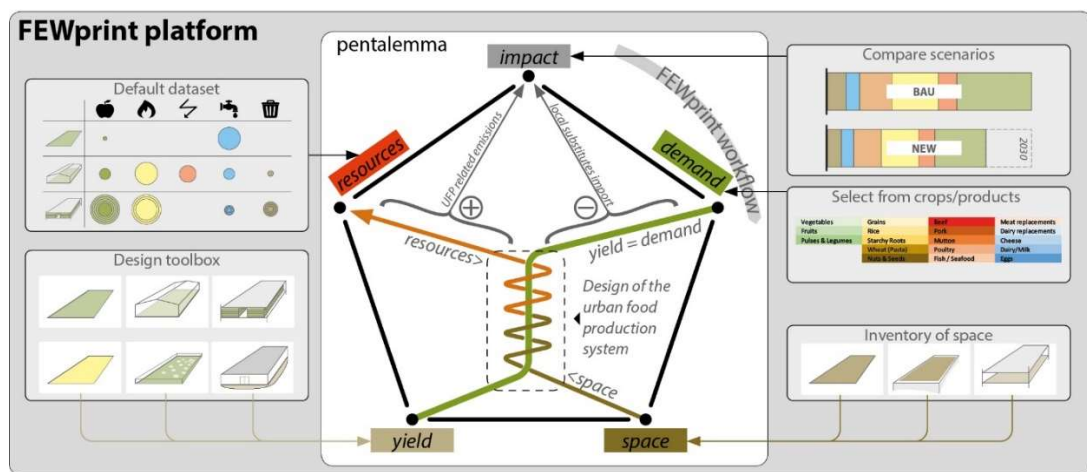 FEWprint platform
Default dataset
Design toolbox
pentalemma
impact
resources
demand
yield
space
FEWprint workflow
UFP related emissions
local substitutes import
+
−
resources>
yield = demand
Design of the
urban food
production
system
<space
Compare scenarios
BAU
NEW
2030
Select from crops/products
Vegetables
Fruits
Pulses & Legumes
Grains
Rice
Starchy Roots
Wheat (Pasta)
Nuts & Seeds
Beef
Pork
Mutton
Poultry
Fish / Seafood
Meat replacements
Dairy replacements
Cheese
Dairy/Milk
Eggs
Inventory of space